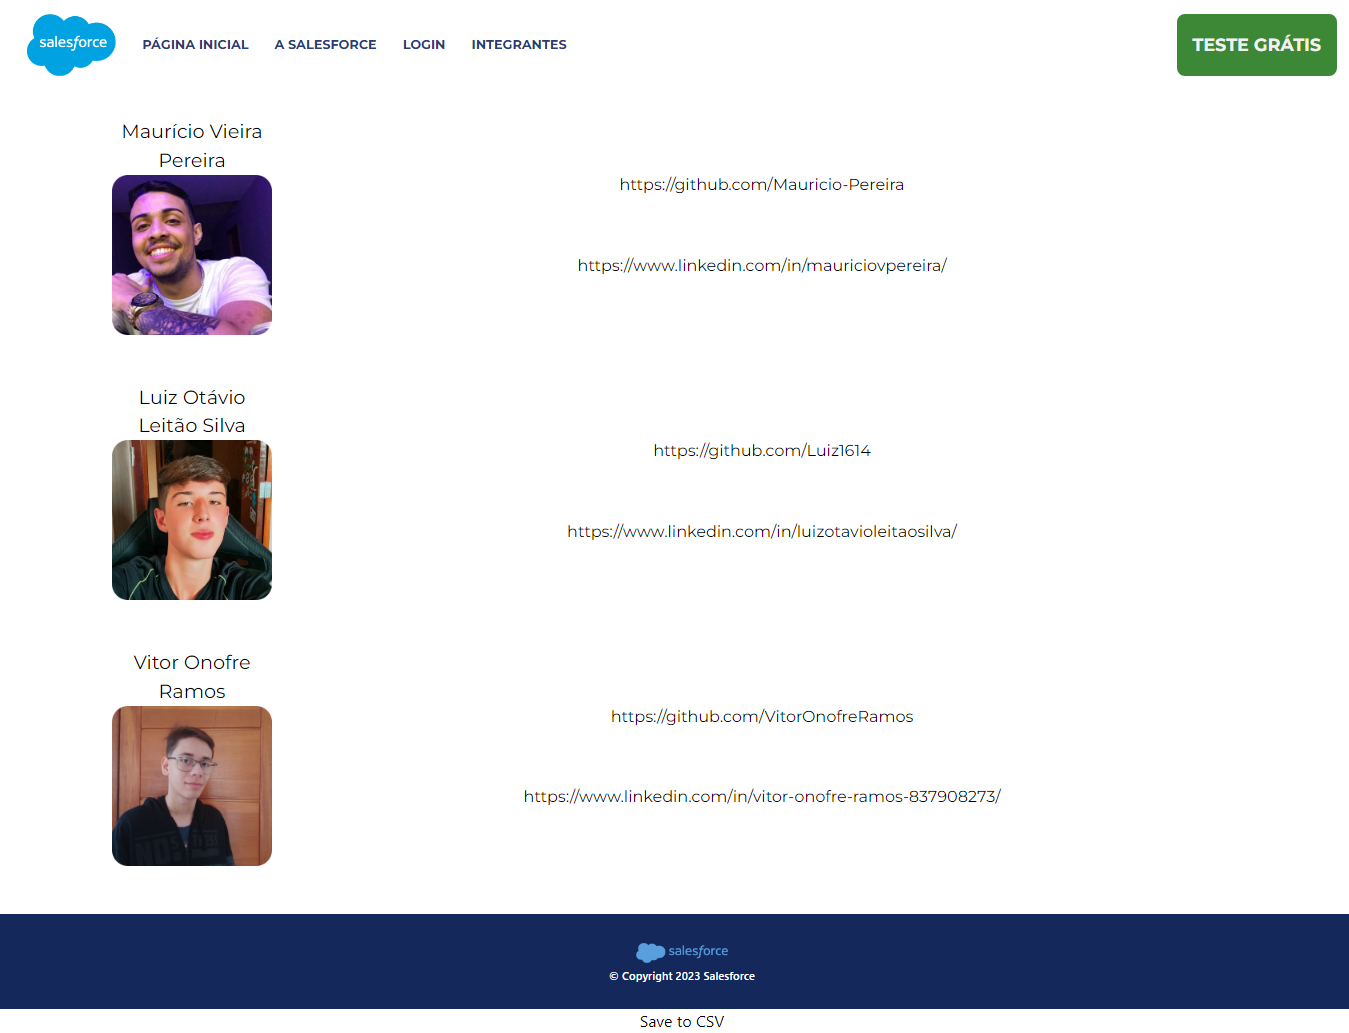 salesforce
PÁGINA INICIAL
A SALESFORCE
LOGIN
INTEGRANTES
TESTE GRÁTIS
Maurício Vieira
Pereira
https://github.com/Mauricio-Pereira
https://www.linkedin.com/in/mauriciovpereira/
Luiz Otávio
Leitão Silva
https://github.com/Luiz1614
https://www.linkedin.com/in/luizotavioleitaosilva/
Vitor Onofre
Ramos
https://github.com/VitorOnofreRamos
https://www.linkedin.com/in/vitor-onofre-ramos-837908273/
salesforce
© Copyright 2023 Salesforce
Save to CSV